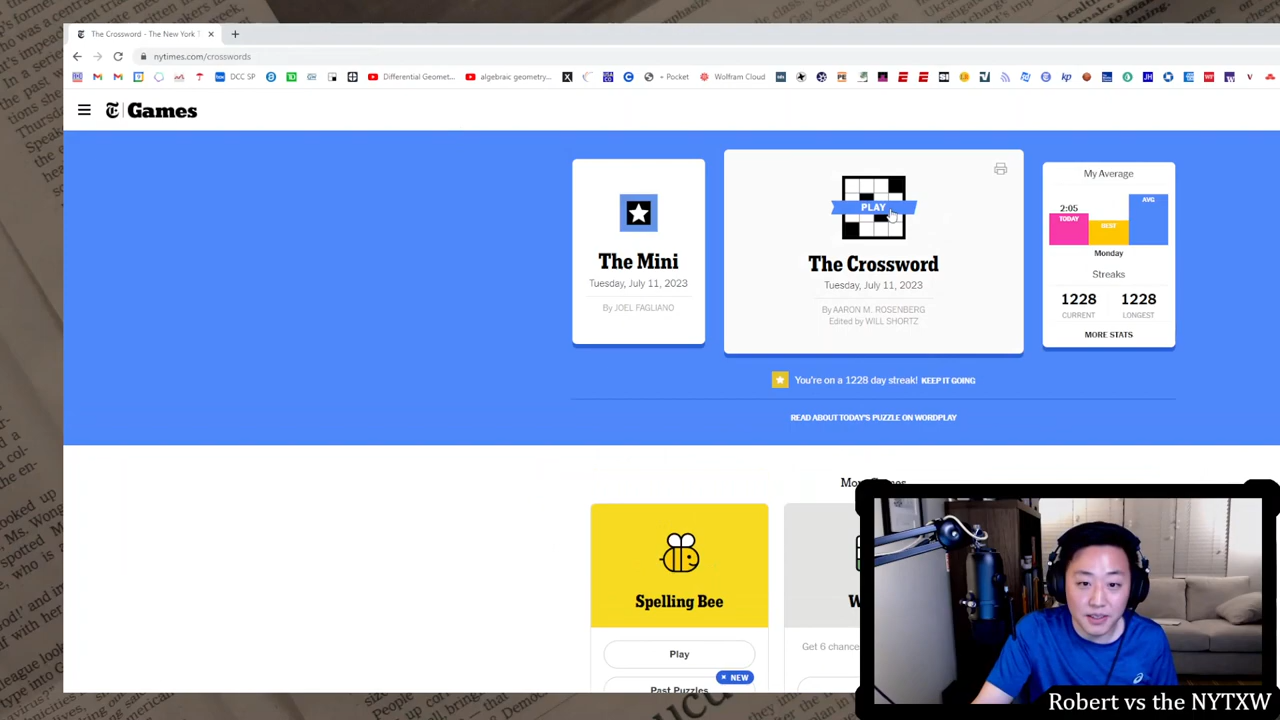 The Crossword - The New York T
nytimes.com/crosswords
DCC SP
Differential Geomet...
algebraic geometry...
+ Pocket
Wolfram Cloud
Games
PLAY
The Mini
Tuesday, July 11, 2023
By JOEL FAGLIANO
The Crossword
Tuesday, July 11, 2023
By AARON M. ROSENBERG
Edited by WILL SHORTZ
My Average
AVG
2:05
TODAY
BEST
Monday
Streaks
1228
1228
CURRENT
LONGEST
MORE STATS
You're on a 1228 day streak! KEEP IT GOING
READ ABOUT TODAY'S PUZZLE ON WORDPLAY
Spelling Bee
Get 6 chance
Play
NEW
Past Puzzles
Robert vs the NYTXW